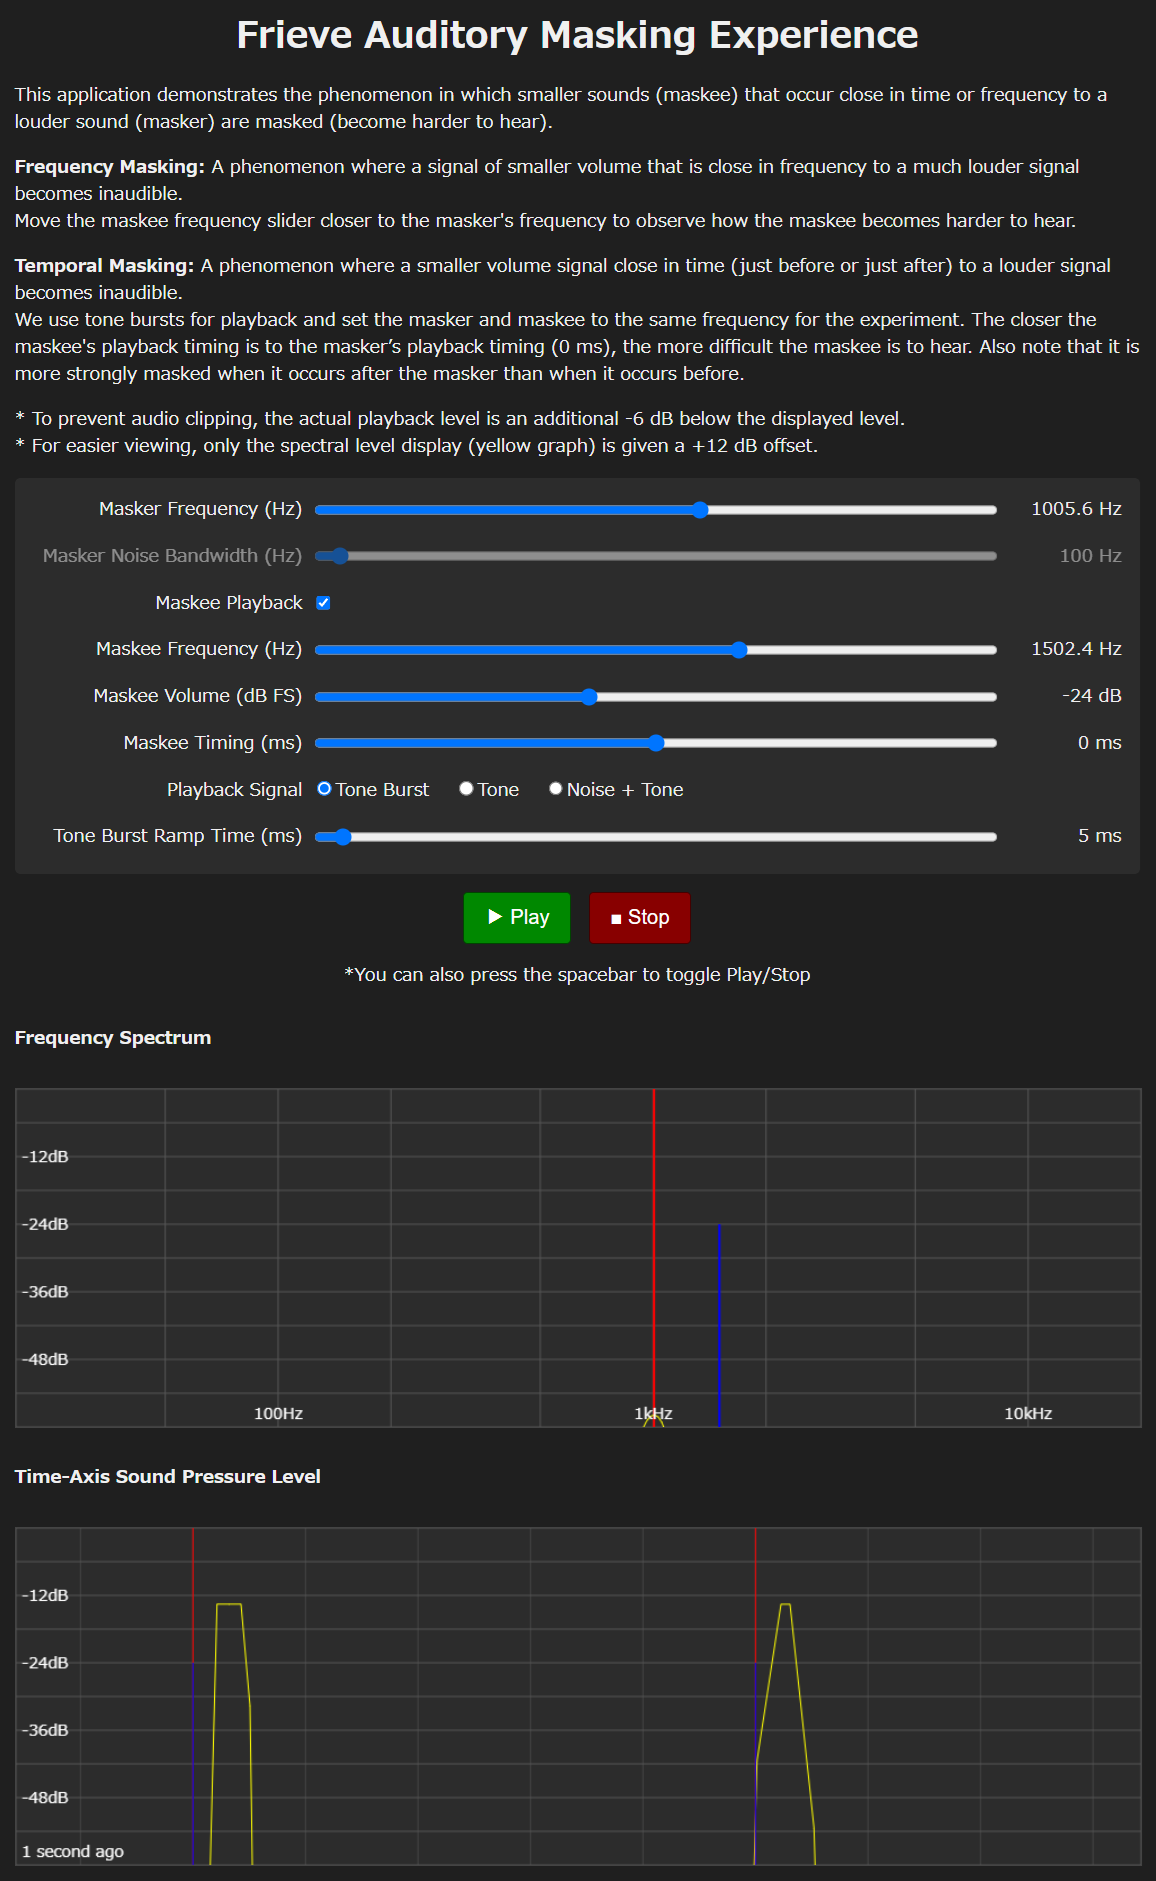 Frieve Auditory Masking Experience
This application demonstrates the phenomenon in which smaller sounds (maskee) that occur close in time or frequency to a
louder sound (masker) are masked (become harder to hear).
Frequency Masking: A phenomenon where a signal of smaller volume that is close in frequency to a much louder signal
becomes inaudible.
Move the maskee frequency slider closer to the masker's frequency to observe how the maskee becomes harder to hear.
Temporal Masking: A phenomenon where a smaller volume signal close in time (just before or just after) to a louder signal
becomes inaudible.
We use tone bursts for playback and set the masker and maskee to the same frequency for the experiment. The closer the
maskee's playback timing is to the masker’s playback timing (0 ms), the more difficult the maskee is to hear. Also note that it is
more strongly masked when it occurs after the masker than when it occurs before.
* To prevent audio clipping, the actual playback level is an additional -6 dB below the displayed level.
* For easier viewing, only the spectral level display (yellow graph) is given a +12 dB offset.
Masker Frequency (Hz) 1005.6 Hz
Masker Noise Bandwidth (Hz) 100 Hz
Maskee Playback
Maskee Frequency (Hz) 1502.4 Hz
Maskee Volume (dB FS) -24 dB
Maskee Timing (ms) 0 ms
Playback Signal Tone Burst Tone Noise + Tone
Tone Burst Ramp Time (ms) 5 ms
▶ Play ■ Stop
*You can also press the spacebar to toggle Play/Stop
Frequency Spectrum
-12dB
-24dB
-36dB
-48dB
100Hz 1kHz 10kHz
Time-Axis Sound Pressure Level
-12dB
-24dB
-36dB
-48dB
1 second ago